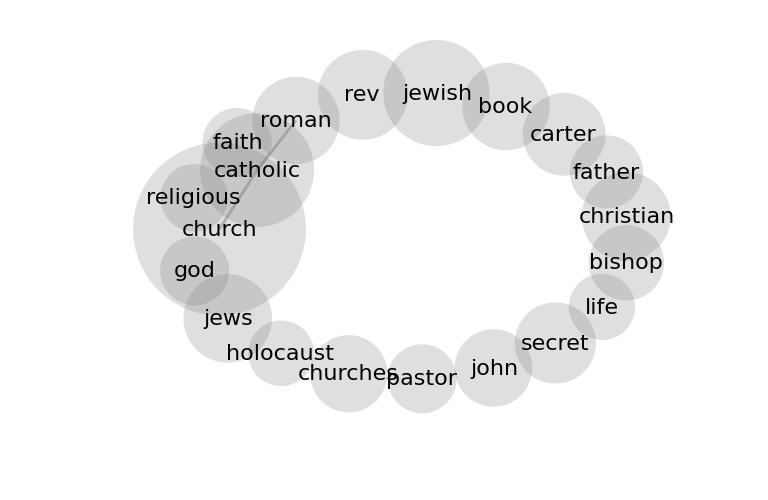 jewish
rev
book
roman
carter
faith
catholic
father
religious
christian
church
bishop
god
life
jews
secret
holocaust
john
churches
pastor